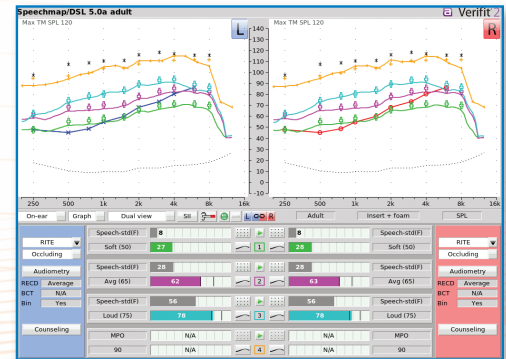 Speechmap/DSL 5.0a adult
Verifit 2
Max TM SPL 120
L
Max TM SPL 120
R
140
130
120
110
100
90
80
70
60
50
40
30
20
10
0
-10
250 500 1k 2k 4k 8k 16k
250 500 1k 2k 4k 8k 16k
On-ear Graph Dual view SII L R Adult Insert + foam SPL
RITE
Occluding
Audiometry
RECD Average
BCT N/A
Bin Yes
Counseling
Speech-std(F) 8 8 Speech-std(F)
Soft (50) 27 1 28 Soft (50)
Speech-std(F) 28 28 Speech-std(F)
Avg (65) 62 2 63 Avg (65)
Speech-std(F) 56 56 Speech-std(F)
Loud (75) 78 3 78 Loud (75)
MPO N/A N/A MPO
90 N/A 4 N/A 90
RITE
Occluding
Audiometry
RECD Average
BCT N/A
Bin Yes
Counseling